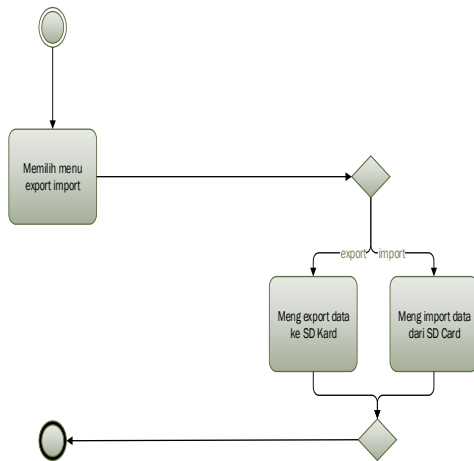 Memilih menu
export import
export import
Meng export data
ke SD Kard
Meng import data
dari SD Card